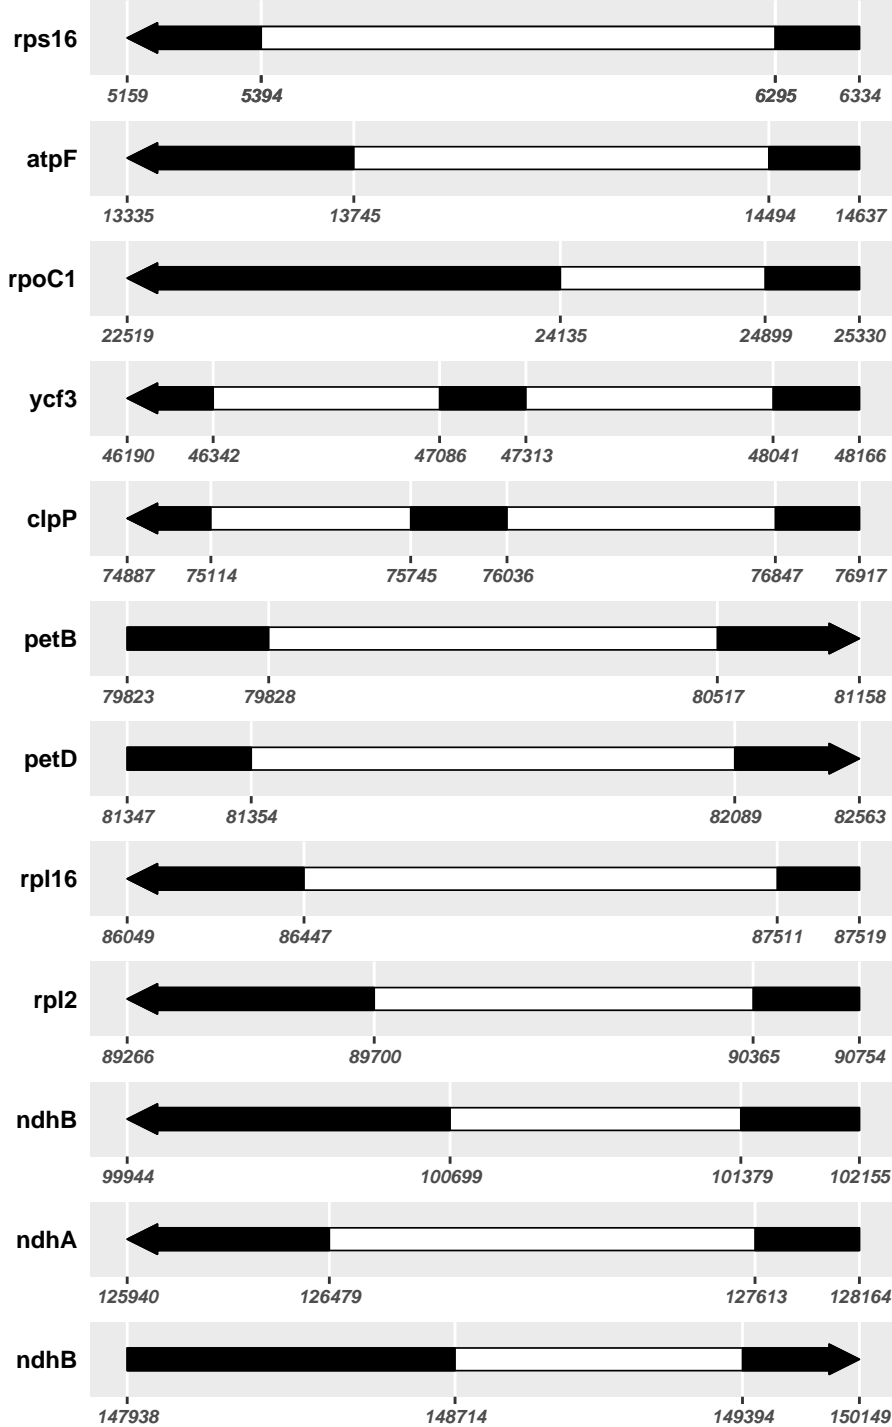 rps16
5159 5394 6295 6334
atpF
13335 13745 14494 14637
rpoC1
22519 24135 24899 25330
ycf3
46190 46342 47086 47313 48041 48166
clpP
74887 75114 75745 76036 76847 76917
petB
79823 79828 80517 81158
petD
81347 81354 82089 82563
rpl16
86049 86447 87511 87519
rpl2
89266 89700 90365 90754
ndhB
99944 100699 101379 102155
ndhA
125940 126479 127613 128164
ndhB
147938 148714 149394 150149